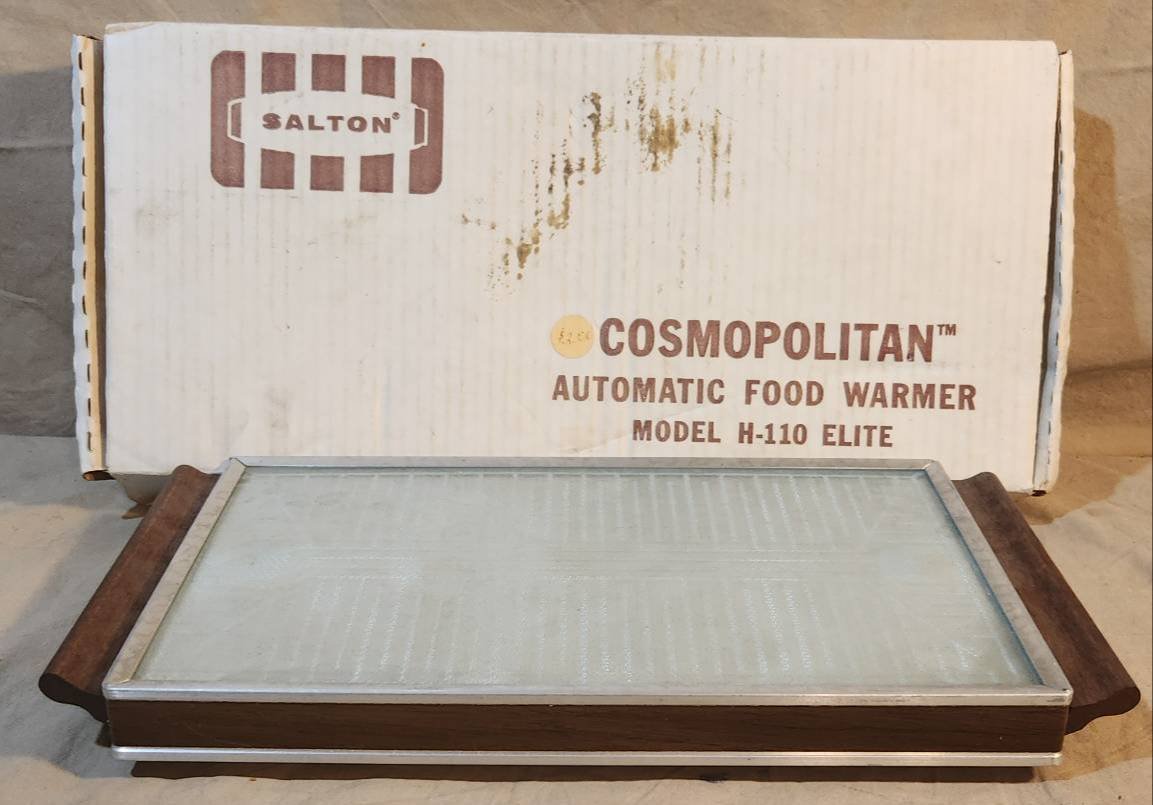 SALTON®
COSMOPOLITAN™
AUTOMATIC FOOD WARMER
MODEL H-110 ELITE